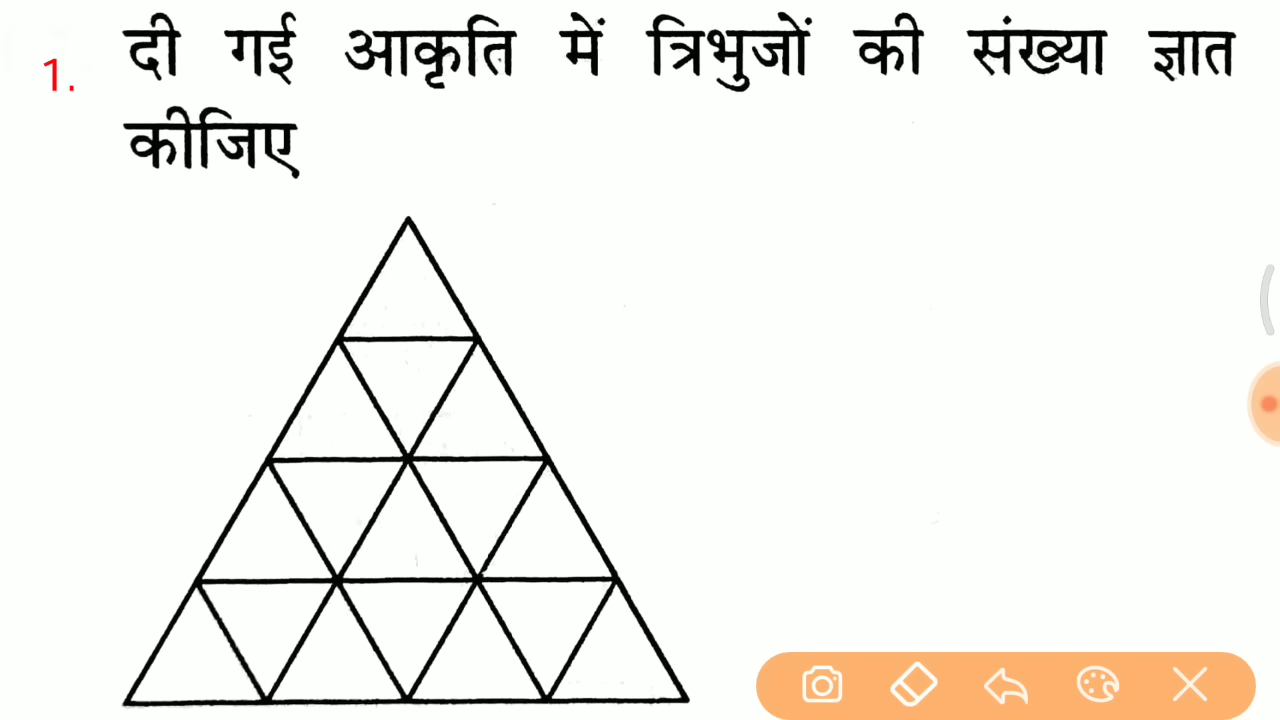 1. दी गई आकृति में त्रिभुजों की संख्या ज्ञात
कीजिए